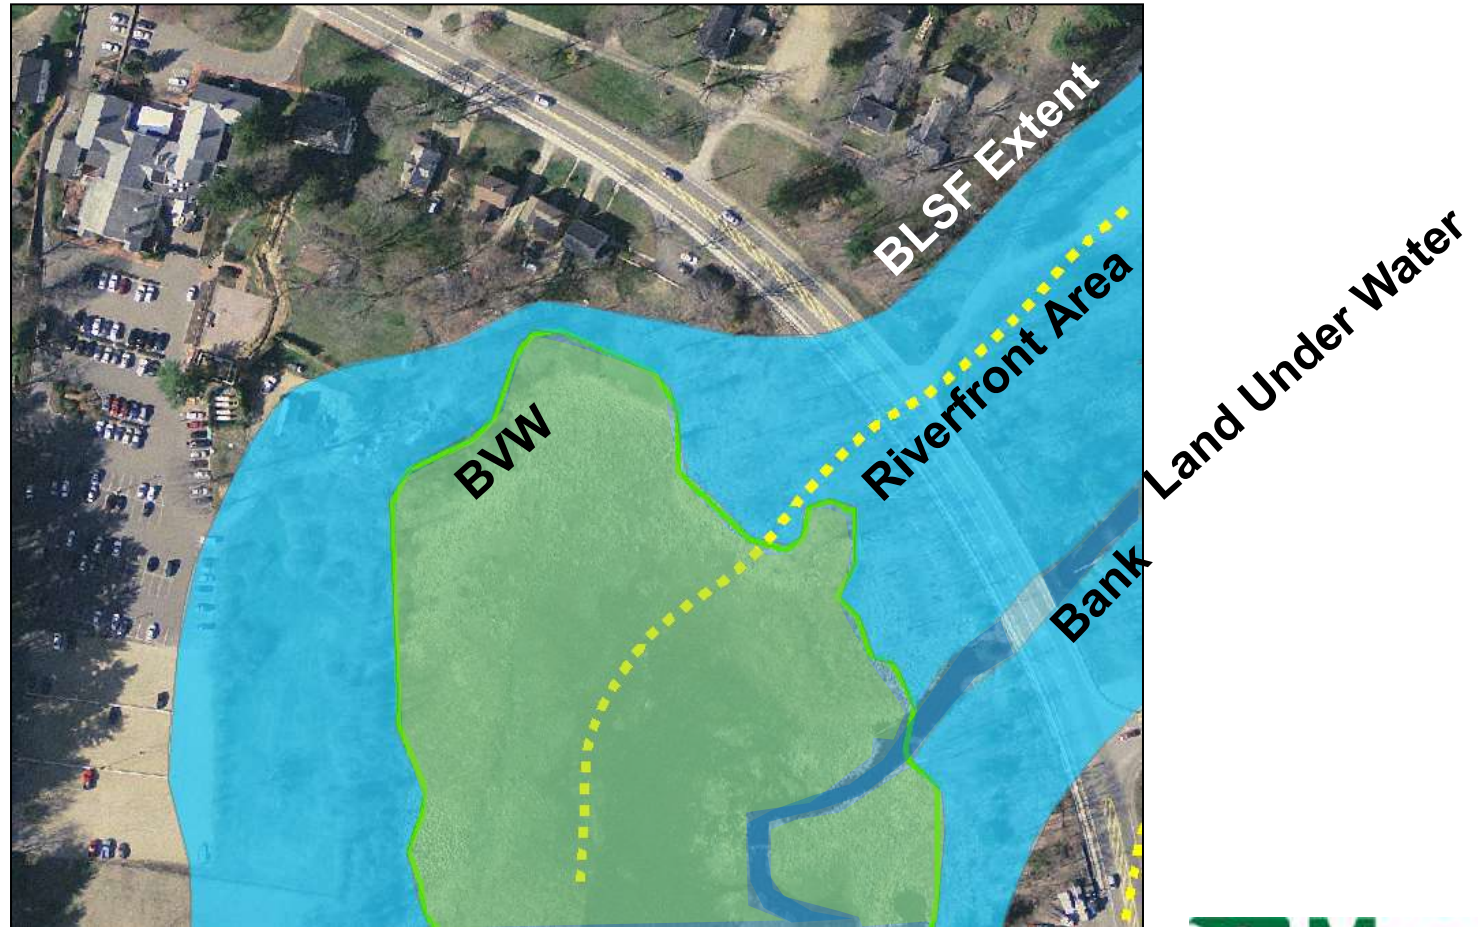 BLSF Extent
Riverfront Area
Land Under Water
BVW
Bank